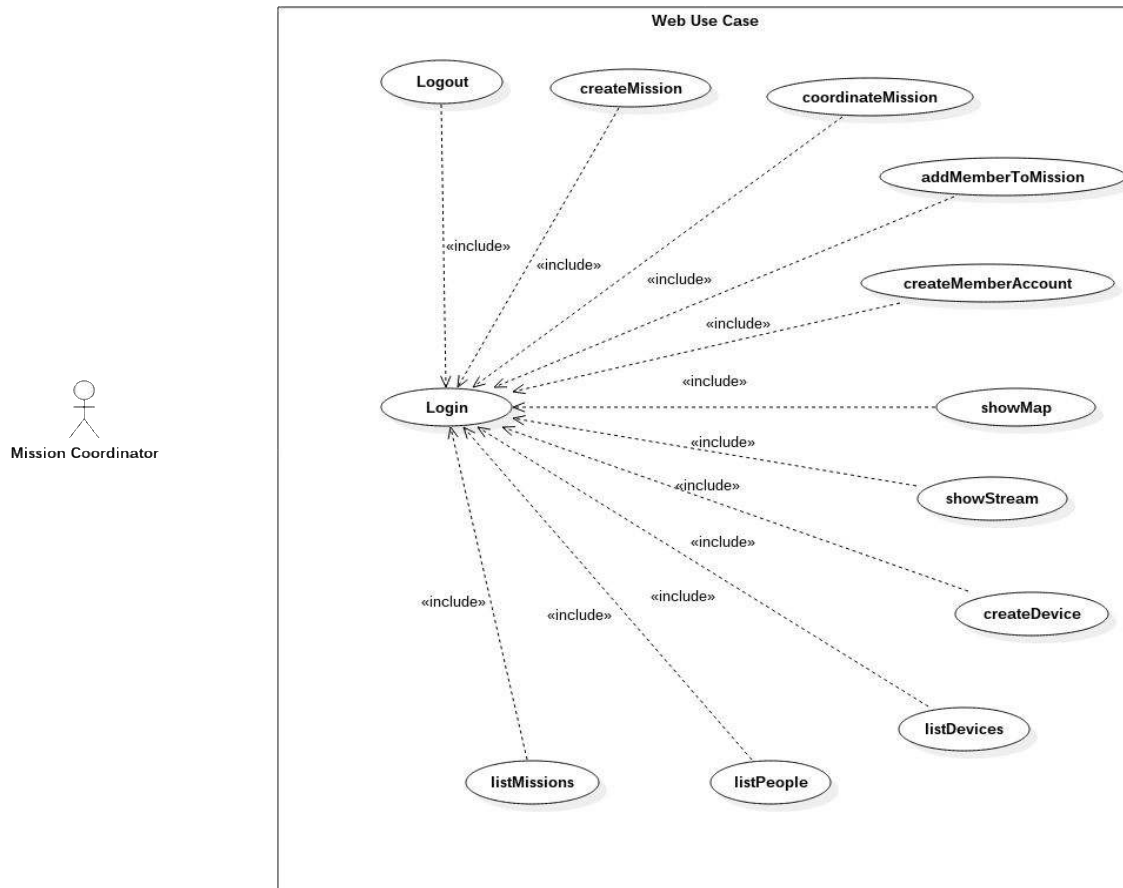 Web Use Case
Logout
createMission
coordinateMission
addMemberToMission
«include»
«include»
«include»
createMemberAccount
«include»
«include»
Login
showMap
Mission Coordinator
«include»
showStream
«include»
«include»
«include»
«include»
«include»
createDevice
listDevices
listMissions
listPeople